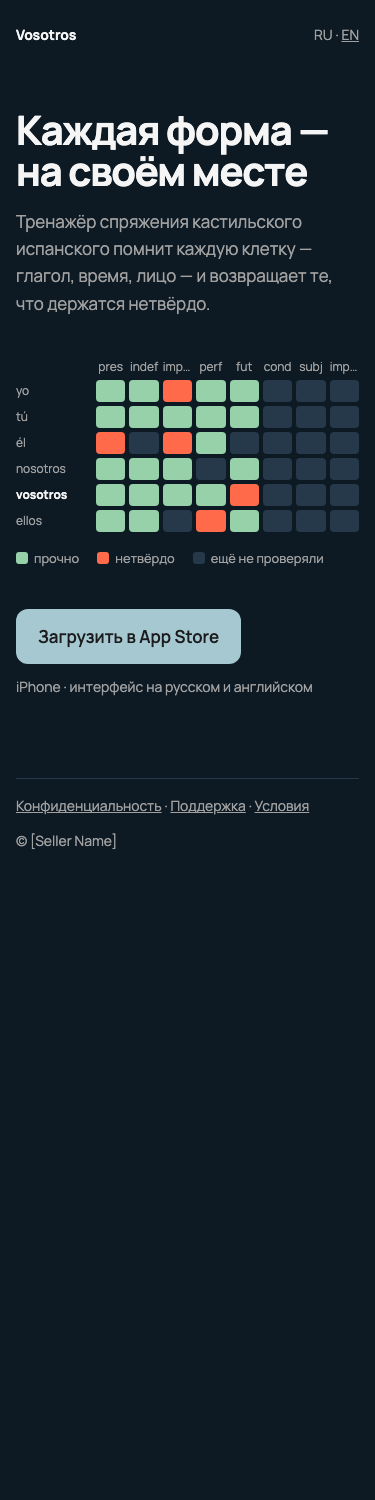 Vosotros
RU · EN
Каждая форма —
на своём месте
Тренажёр спряжения кастильского
испанского помнит каждую клетку —
глагол, время, лицо — и возвращает те,
что держатся нетвёрдо.
pres indef imp... perf fut cond subj imp...
yo
tú
él
nosotros
vosotros
ellos
прочно нетвёрдо ещё не проверяли
Загрузить в App Store
iPhone · интерфейс на русском и английском
Конфиденциальность · Поддержка · Условия
© [Seller Name]